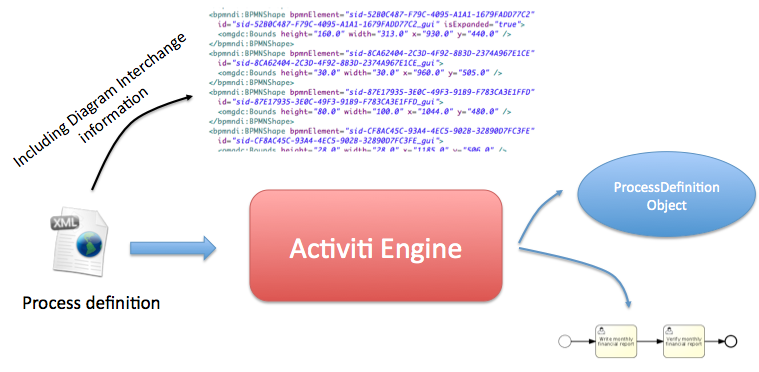 <bpmndi:BPMNShape bpmnElement="sid-52B0C487-F79C-4095-A1A1-1679FADD77C2"
id="sid-52B0C487-F79C-4095-A1A1-1679FADD77C2_gui" isExpanded="true">
<omgdc:Bounds height="160.0" width="313.0" x="930.0" y="440.0" />
</bpmndi:BPMNShape>
<bpmndi:BPMNShape bpmnElement="sid-8CA62404-2C3D-4F92-883D-2374A967E1CE"
id="sid-8CA62404-2C3D-4F92-883D-2374A967E1CE_gui">
<omgdc:Bounds height="30.0" width="30.0" x="960.0" y="505.0" />
</bpmndi:BPMNShape>
<bpmndi:BPMNShape bpmnElement="sid-87E17935-3E0C-49F3-9189-F783CA3E1FFD"
id="sid-87E17935-3E0C-49F3-9189-F783CA3E1FFD_gui">
<omgdc:Bounds height="80.0" width="100.0" x="1044.0" y="480.0" />
</bpmndi:BPMNShape>
<bpmndi:BPMNShape bpmnElement="sid-CF8AC45C-93A4-4EC5-9028-32890D7FC3FE"
id="sid-CF8AC45C-93A4-4EC5-9028-32890D7FC3FE_gui">
<omgdc:Bounds height="28.0" width="28.0" x="1185.0" y="506.0" />
Including Diagram Interchange
information
XML
Process definition
Activiti Engine
ProcessDefinition
Object
Write monthly
financial report
Verify monthly
financial report